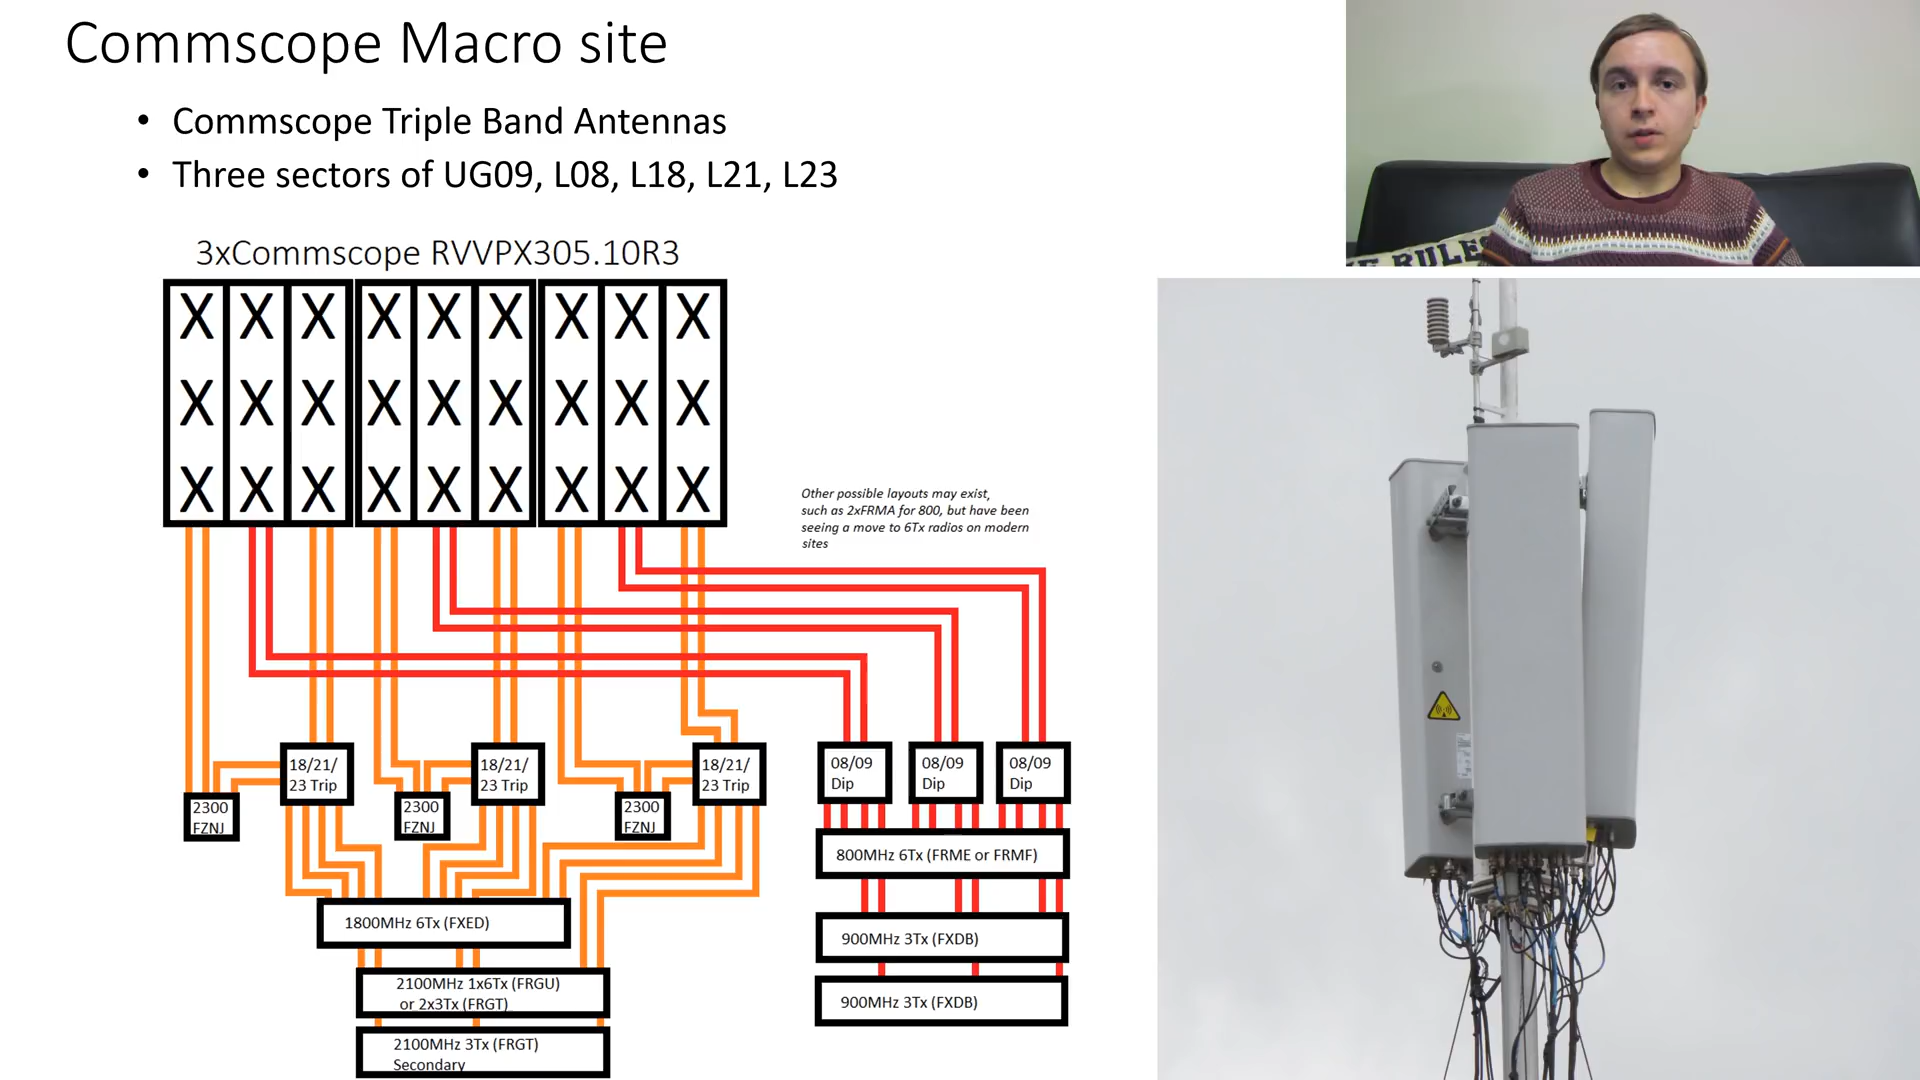 Commscope Macro site
• Commscope Triple Band Antennas
• Three sectors of UG09, L08, L18, L21, L23
3xCommscope RVVPX305.10R3
X X X X X X X X X
X X X X X X X X X
X X X X X X X X X
Other possible layouts may exist,
such as 2xFRMA for 800, but have been
seeing a move to 6Tx radios on modern
sites
18/21/
23 Trip
18/21/
23 Trip
18/21/
23 Trip
08/09
Dip
08/09
Dip
08/09
Dip
2300
FZNJ
2300
FZNJ
2300
FZNJ
800MHz 6Tx (FRME or FRMF)
1800MHz 6Tx (FXED)
900MHz 3Tx (FXDB)
2100MHz 1x6Tx (FRGU)
or 2x3Tx (FRGT)
900MHz 3Tx (FXDB)
2100MHz 3Tx (FRGT)
Secondary
RULES